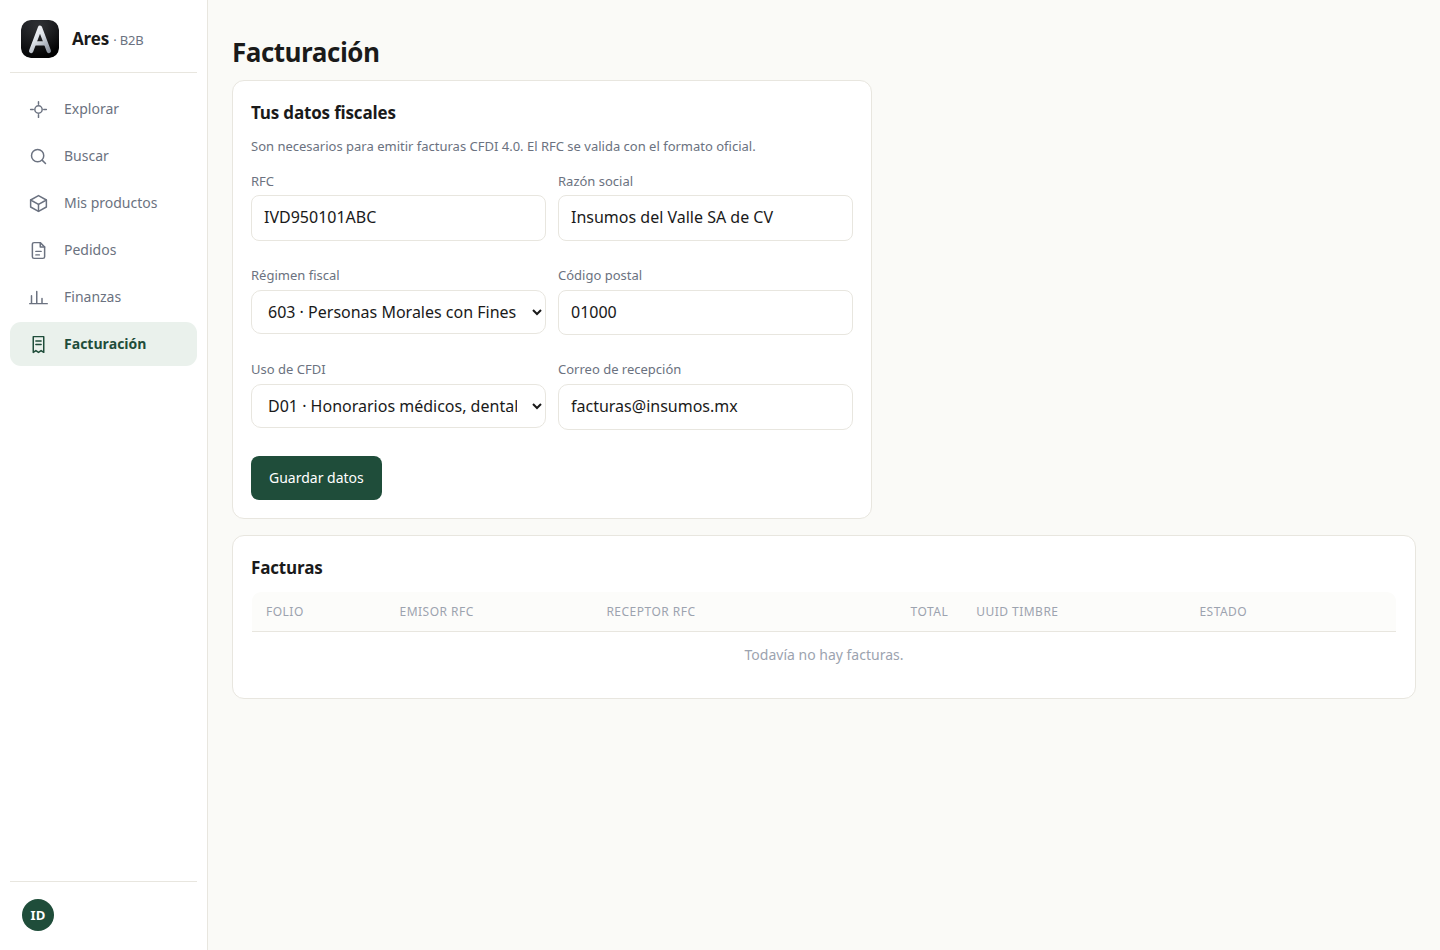 Ares · B2B
Explorar
Buscar
Mis productos
Pedidos
Finanzas
Facturación
ID
Facturación
Tus datos fiscales
Son necesarios para emitir facturas CFDI 4.0. El RFC se valida con el formato oficial.
RFC
Razón social
IVD950101ABC
Insumos del Valle SA de CV
Régimen fiscal
Código postal
603 · Personas Morales con Fines
01000
Uso de CFDI
Correo de recepción
D01 · Honorarios médicos, dental
facturas@insumos.mx
Guardar datos
Facturas
FOLIO EMISOR RFC RECEPTOR RFC TOTAL UUID TIMBRE ESTADO
Todavía no hay facturas.